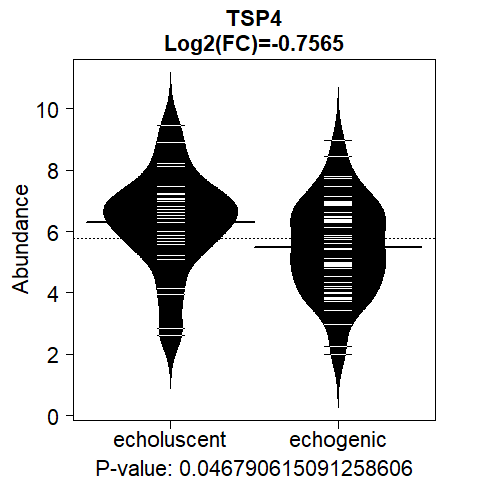 TSP4
Log2(FC)=-0.7565
Abundance
10
8
6
4
2
0
echoluscent echogenic
P-value: 0.046790615091258606